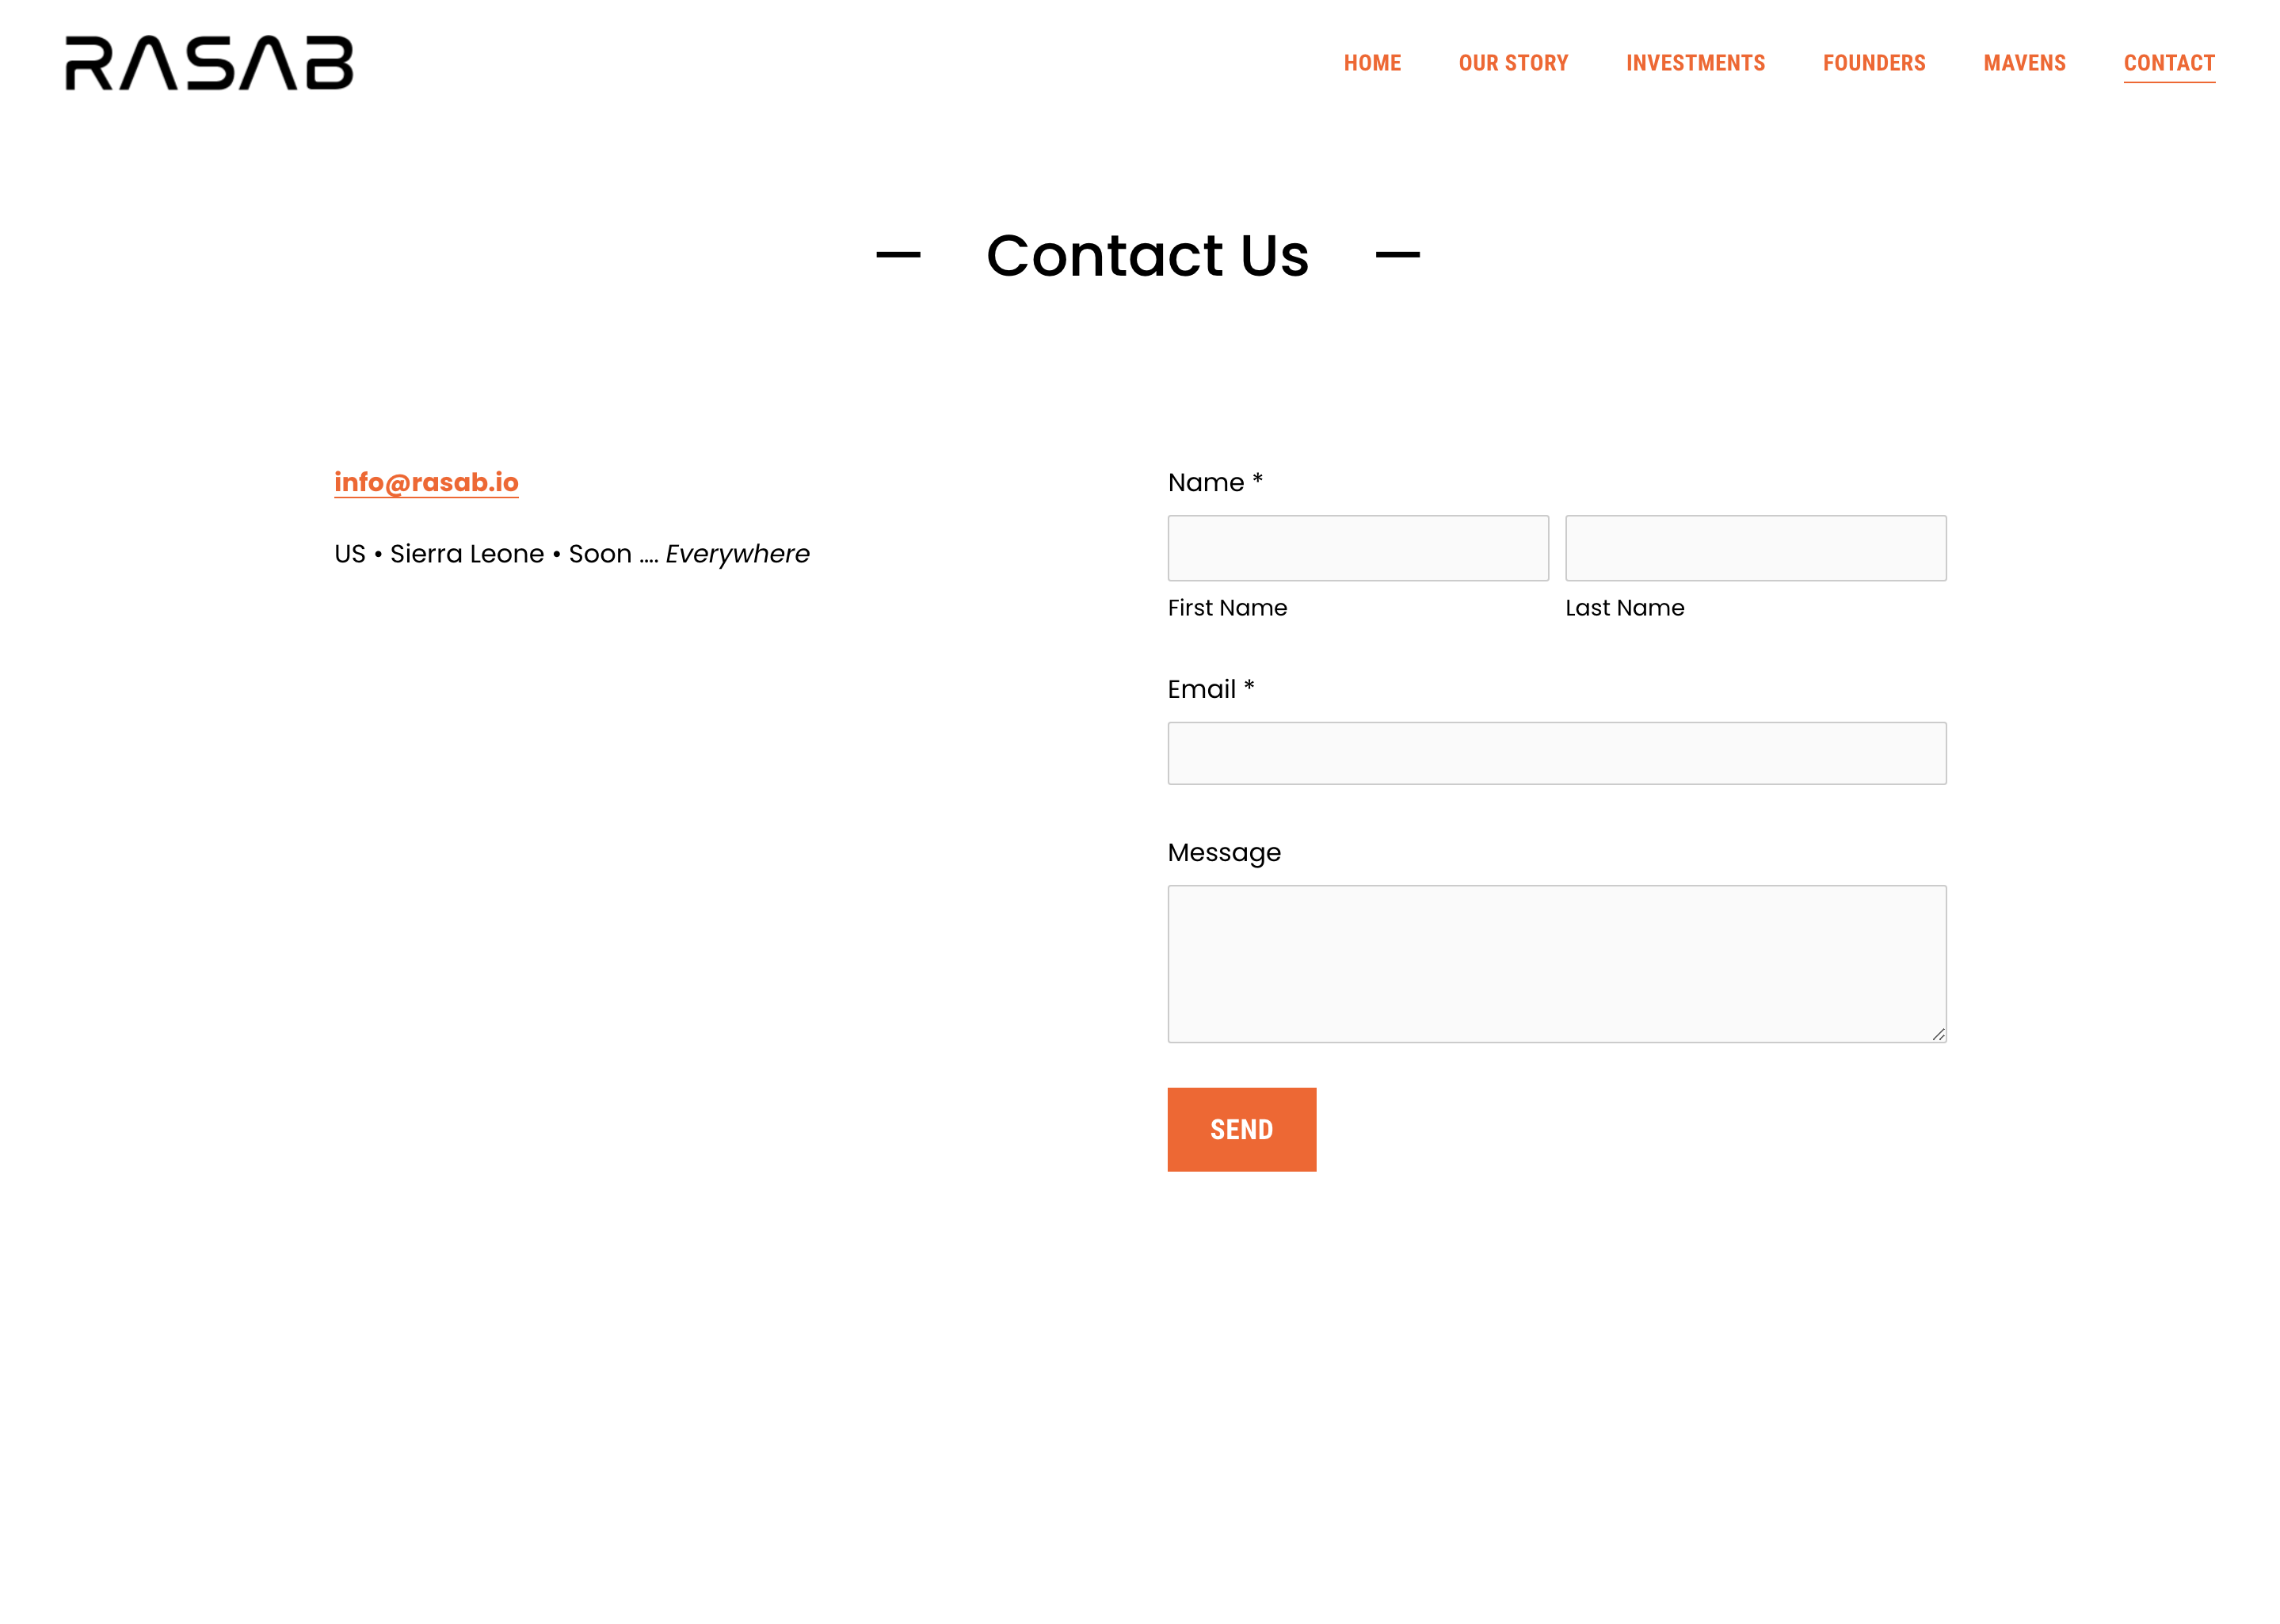 RASAB
HOME OUR STORY INVESTMENTS FOUNDERS MAVENS CONTACT
— Contact Us —
info@rasab.io
US • Sierra Leone • Soon .... Everywhere
Name *
First Name Last Name
Email *
Message
SEND